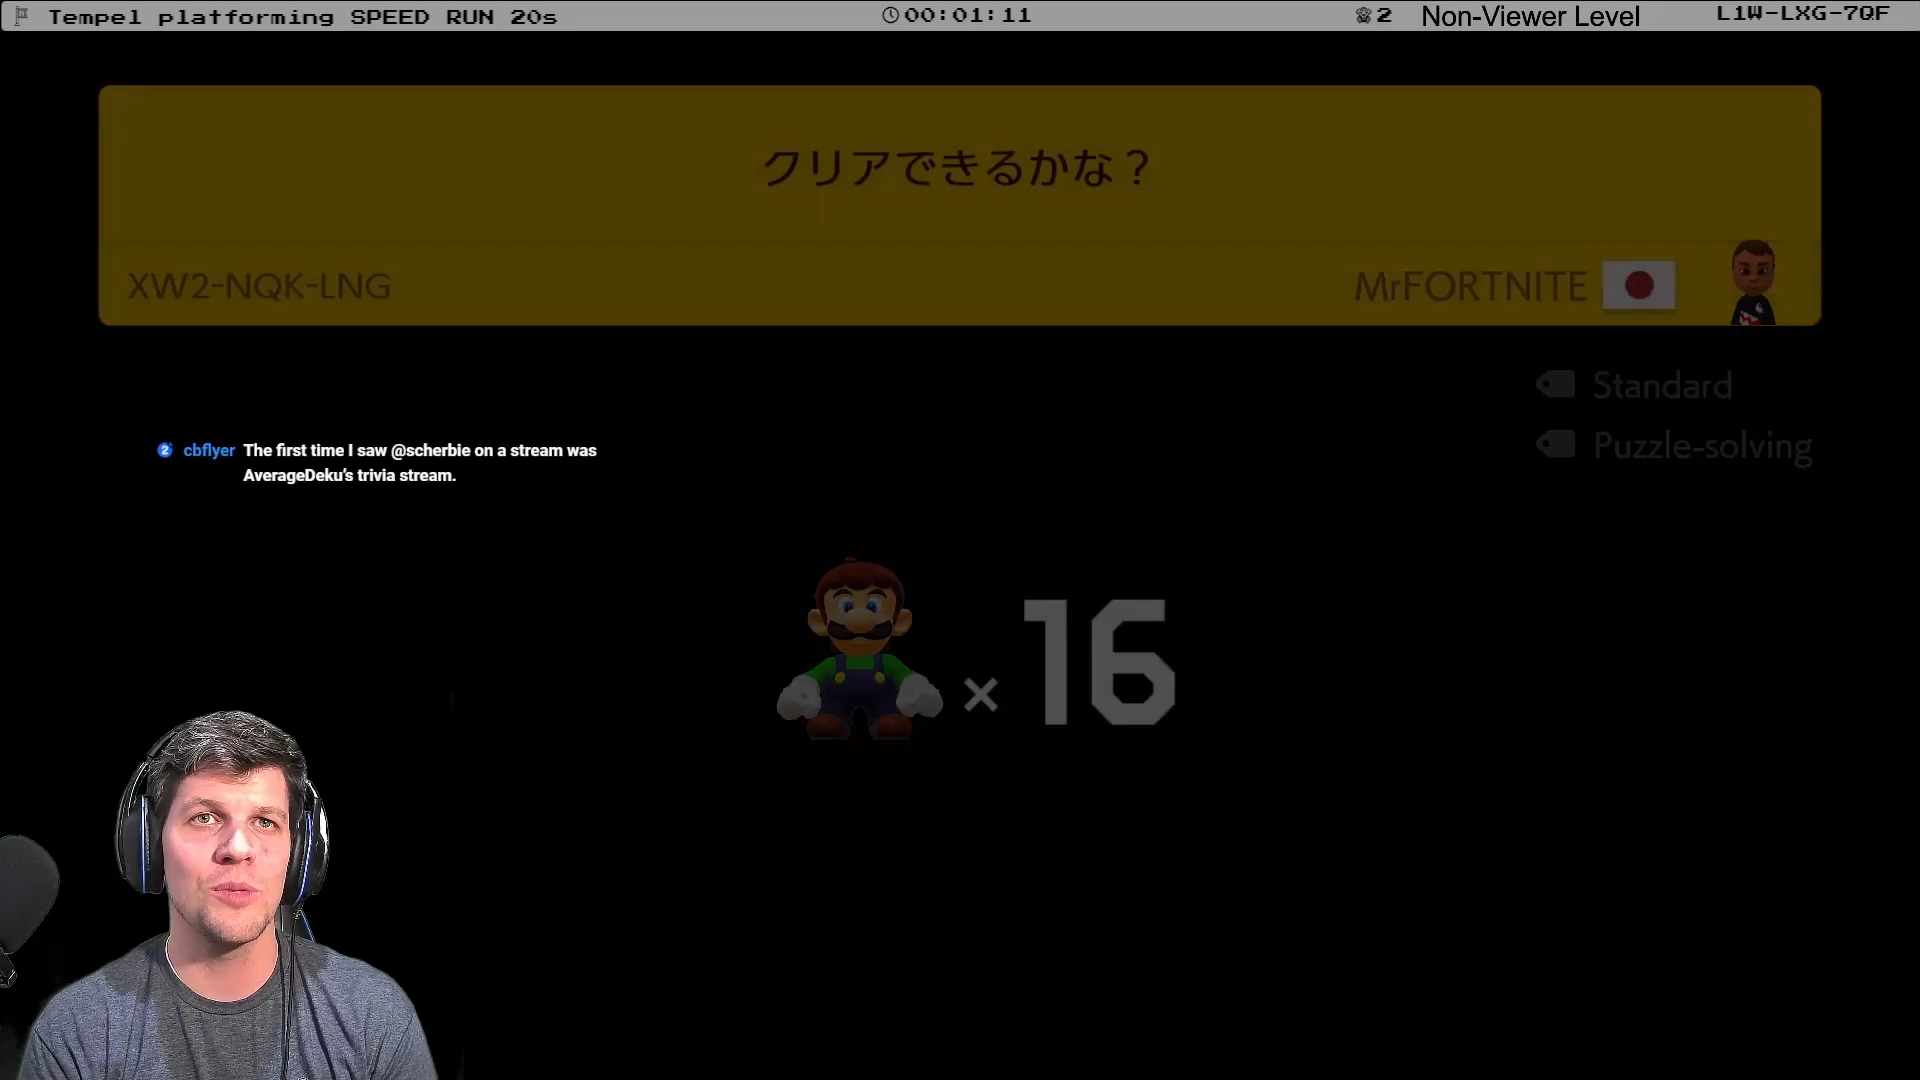 Tempel platforming SPEED RUN 20s
00:01:11
2
Non-Viewer Level
L1W-LXG-7QF
クリアできるかな？
XW2-NQK-LNG
MrFORTNITE
Standard
Puzzle-solving
2 cbflyer The first time I saw @scherbie on a stream was
AverageDeku's trivia stream.
× 16